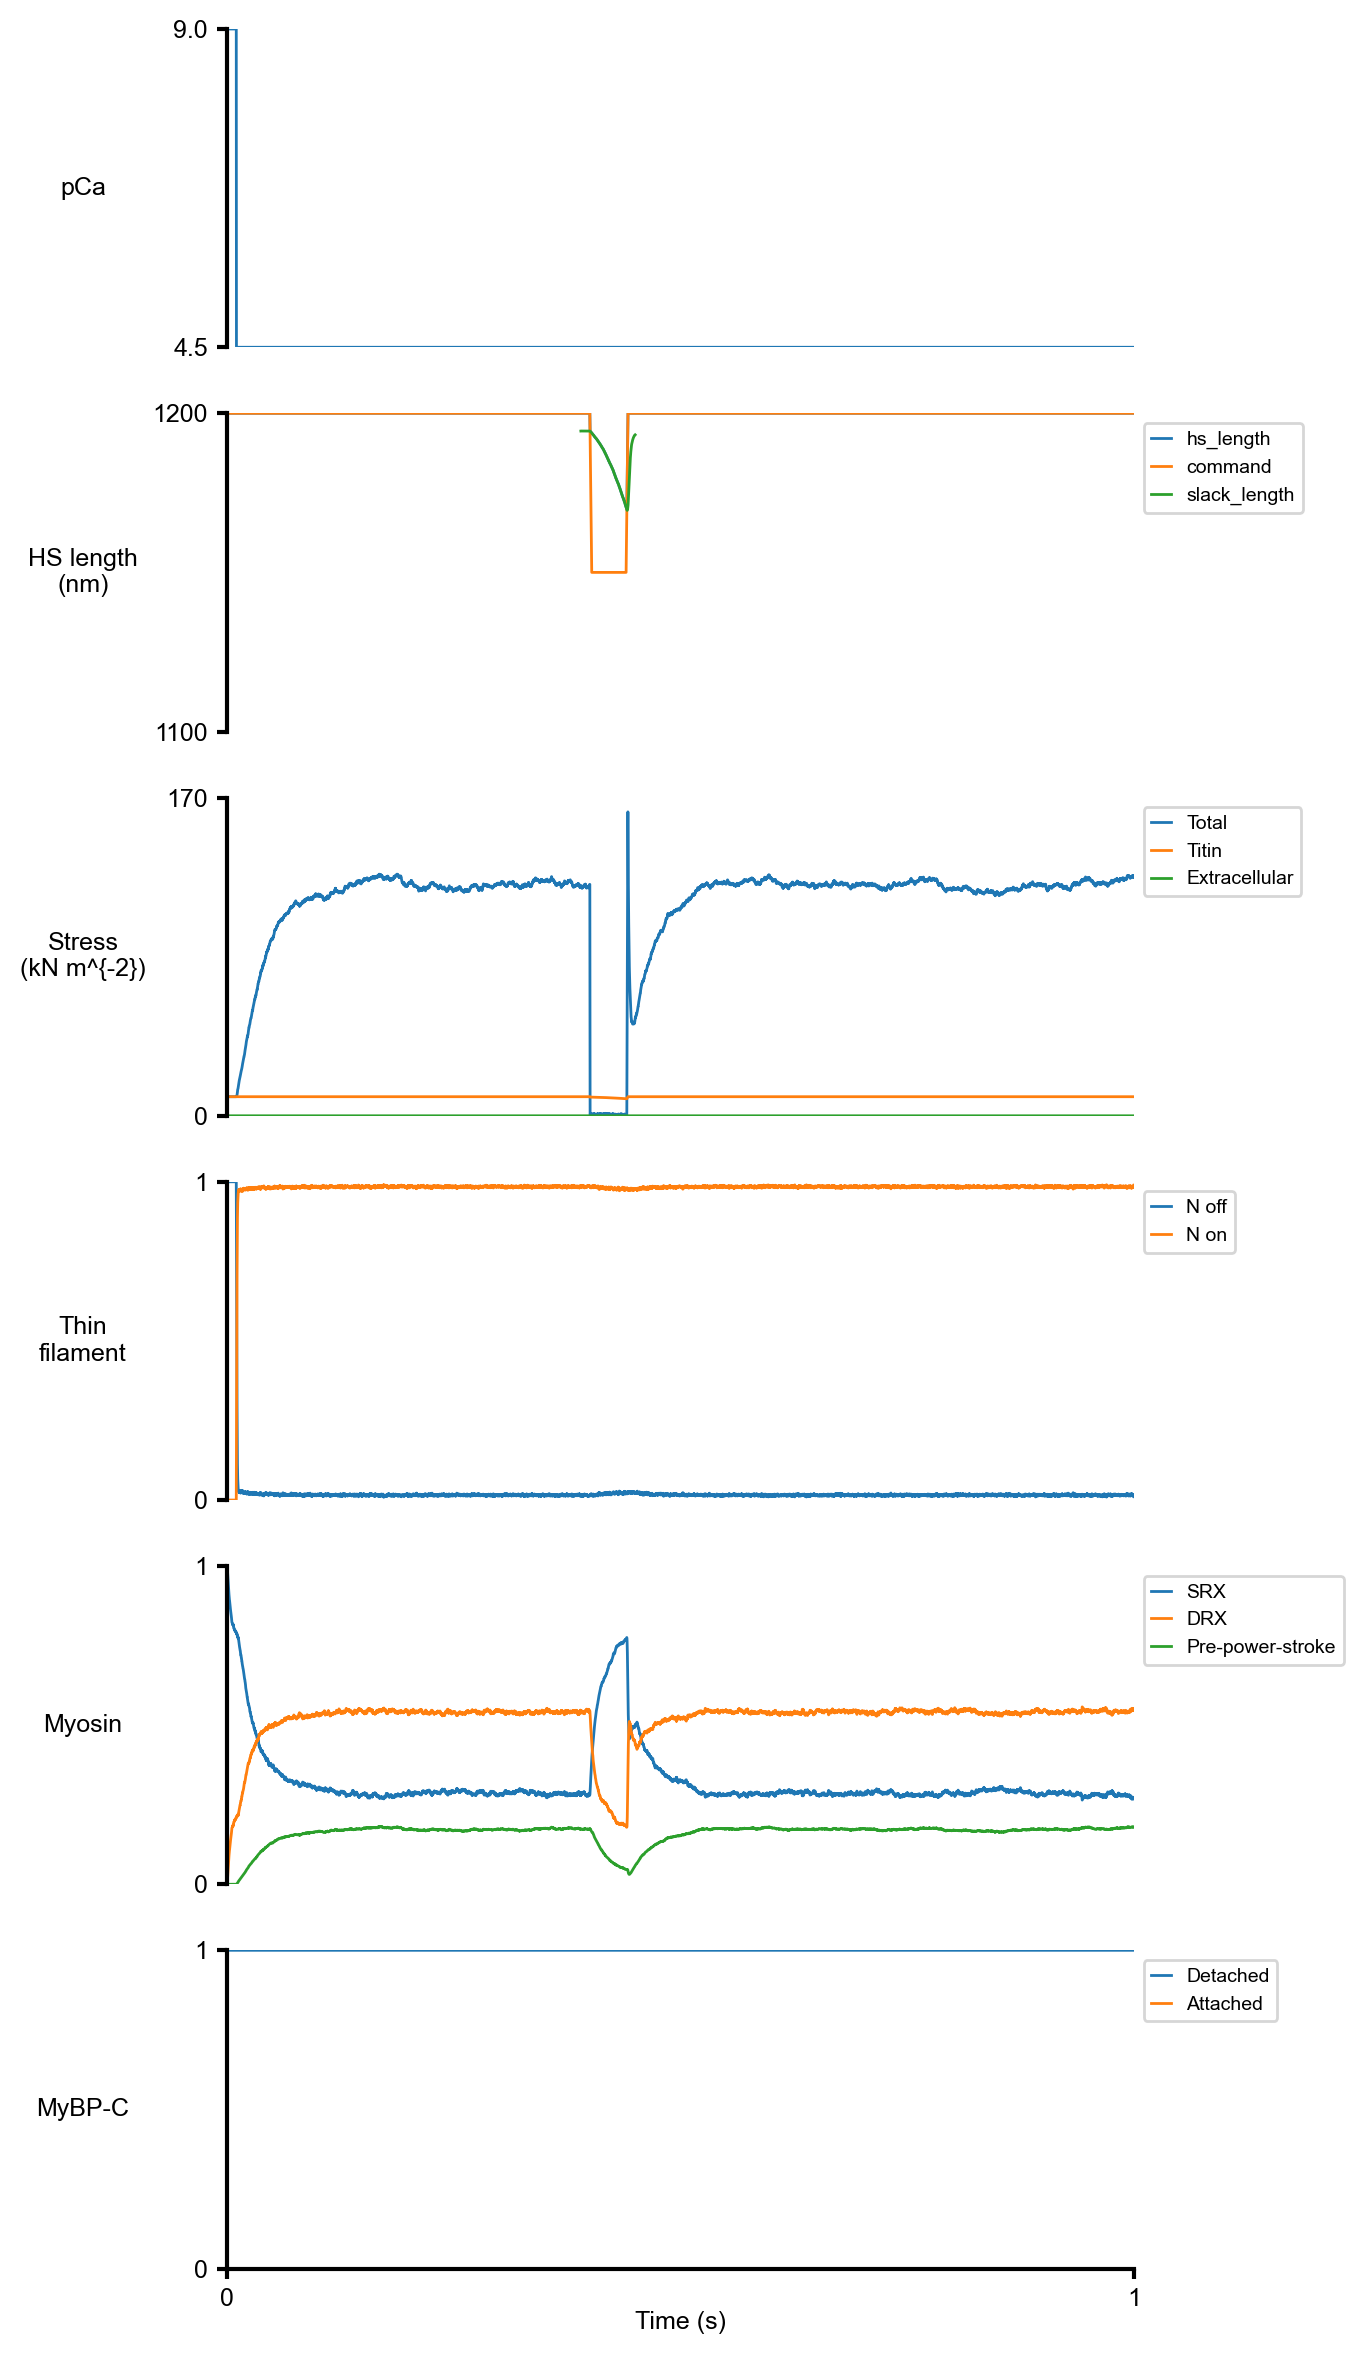 9.0
pCa
4.5
1200
hs_length
command
slack_length
HS length
(nm)
1100
170
Total
Titin
Extracellular
Stress
(kN m^{-2})
0
1
N off
N on
Thin
filament
0
1
SRX
DRX
Pre-power-stroke
Myosin
0
1
Detached
Attached
MyBP-C
0
0
1
Time (s)